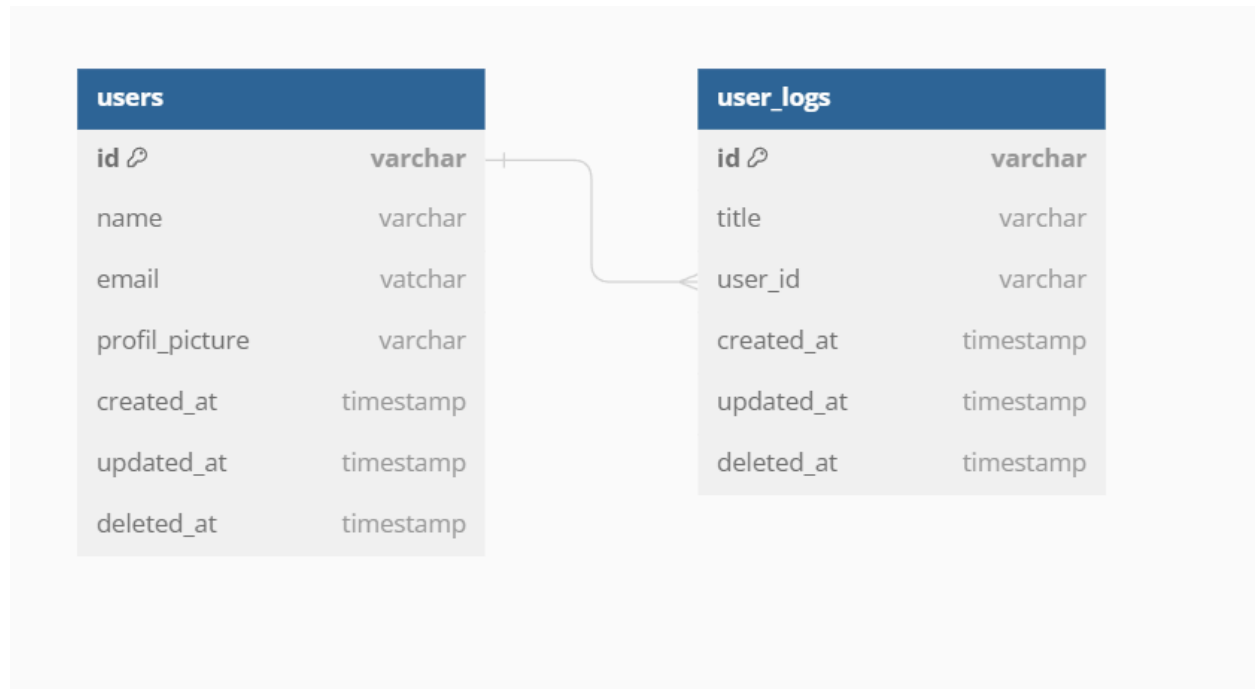 users
id varchar
name varchar
email vatchar
profil_picture varchar
created_at timestamp
updated_at timestamp
deleted_at timestamp
user_logs
id varchar
title varchar
user_id varchar
created_at timestamp
updated_at timestamp
deleted_at timestamp